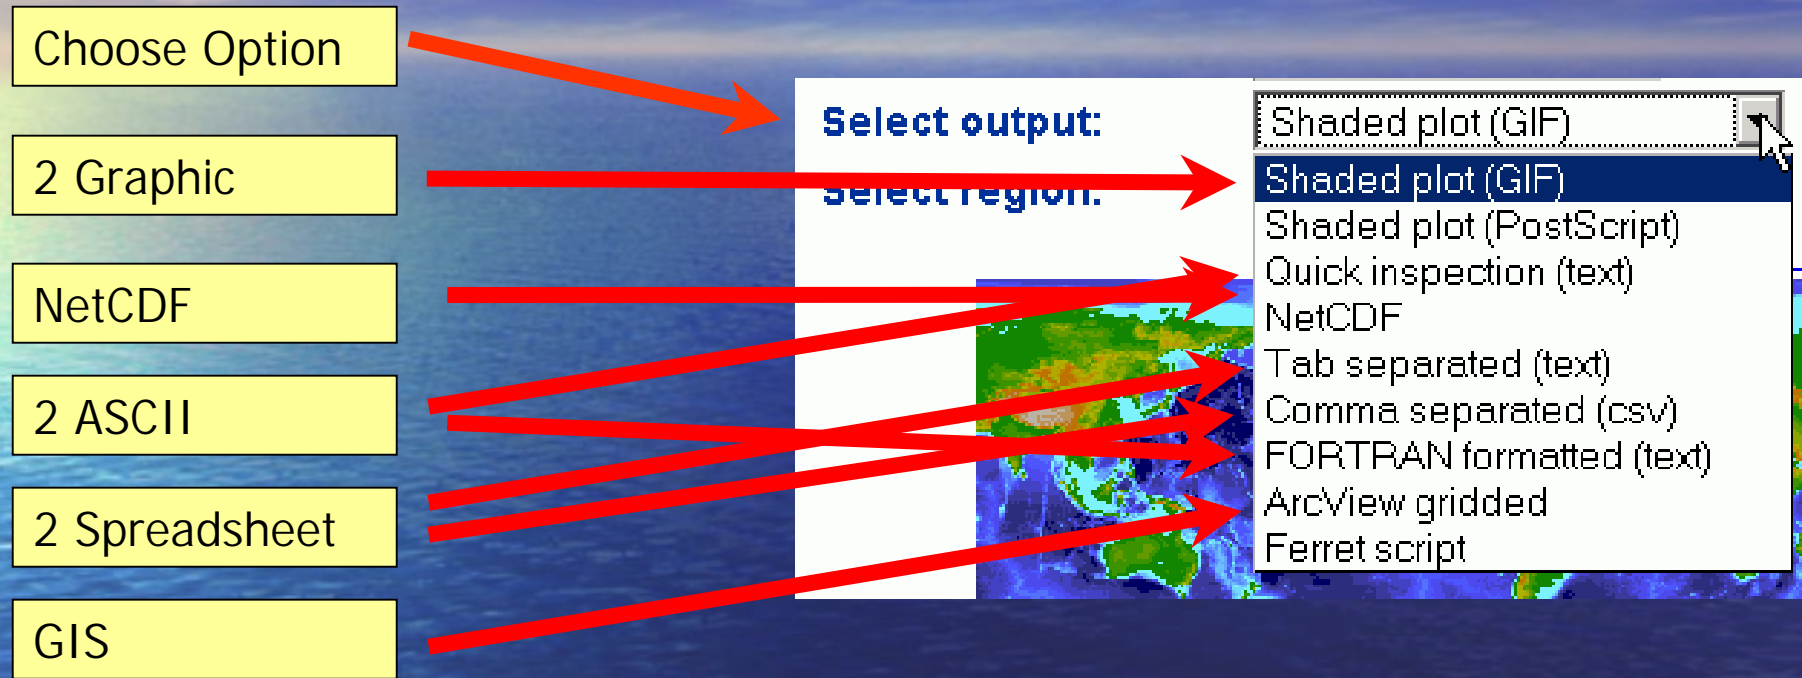 Choose Option
2 Graphic
NetCDF
2 ASCII
2 Spreadsheet
GIS
Select output:
Shaded plot (GIF)
Select region:
Shaded plot (GIF)
Shaded plot (PostScript)
Quick inspection (text)
NetCDF
Tab separated (text)
Comma separated (csv)
FORTRAN formatted (text)
ArcView gridded
Ferret script